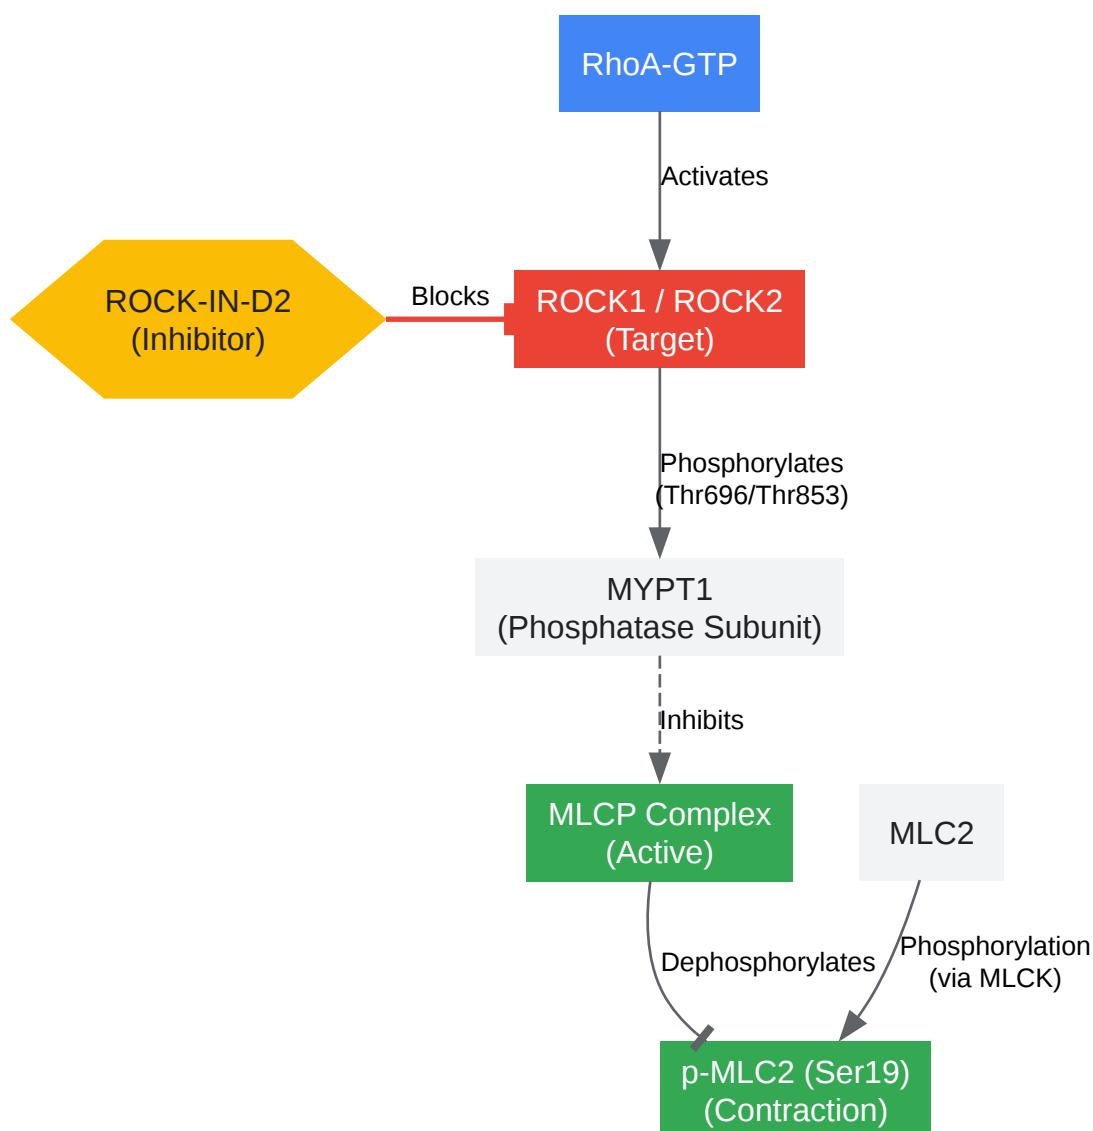 RhoA-GTP
Activates
ROCK-IN-D2
(Inhibitor)
Blocks
ROCK1 / ROCK2
(Target)
Phosphorylates
(Thr696/Thr853)
MYPT1
(Phosphatase Subunit)
Inhibits
MLCP Complex
(Active)
MLC2
Dephosphorylates
Phosphorylation
(via MLCK)
p-MLC2 (Ser19)
(Contraction)